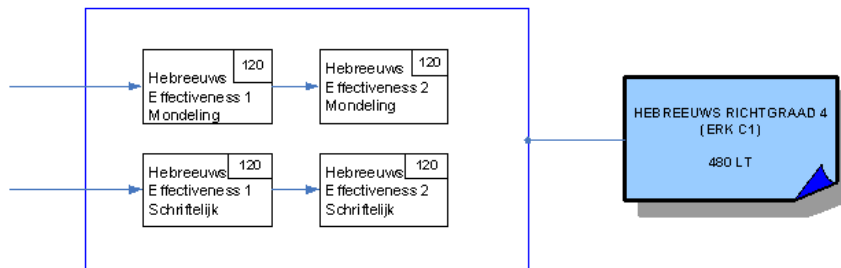 120
Hebreeuws
Effectiveness 1
Mondeling
120
Hebreeuws
Effectiveness 2
Mondeling
120
Hebreeuws
Effectiveness 1
Schriftelijk
120
Hebreeuws
Effectiveness 2
Schriftelijk
HEBREEUWS RICHTGRAAD 4
(ERK C1)
480 LT